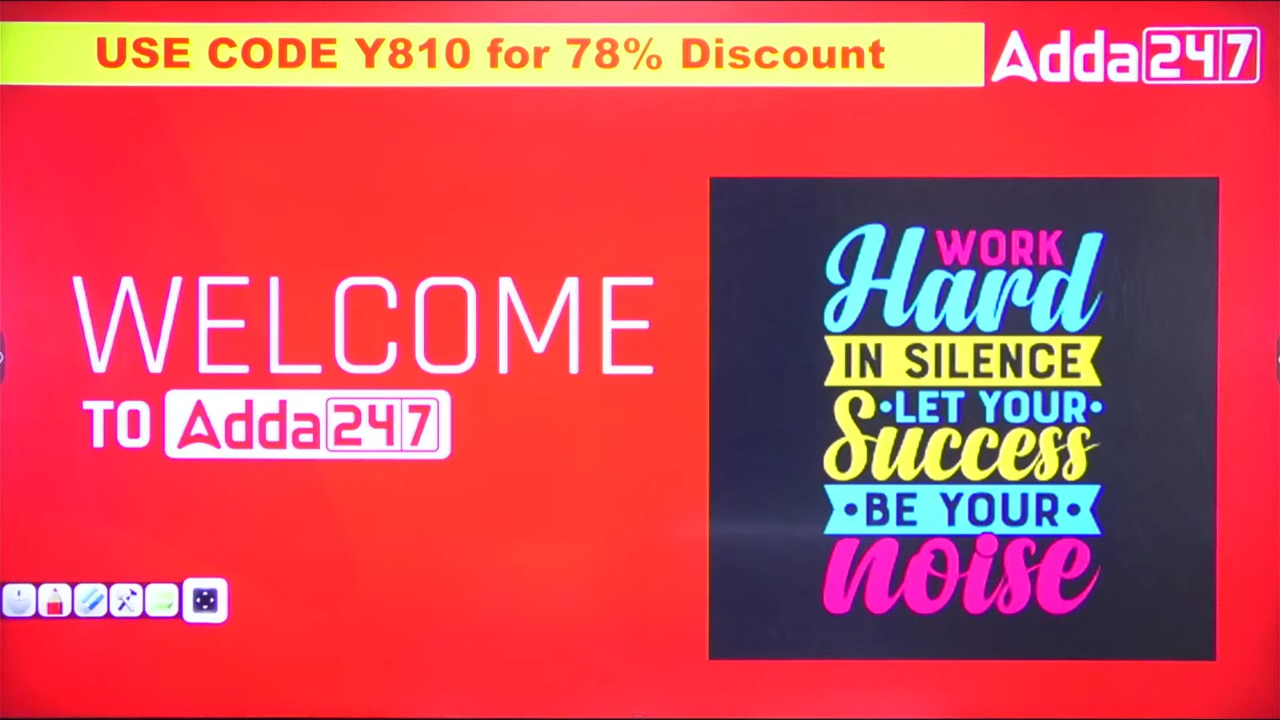 USE CODE Y810 for 78% Discount
Adda247
WELCOME
TO Adda247
WORK
Hard
IN SILENCE
•LET YOUR•
Success
•BE YOUR•
noise